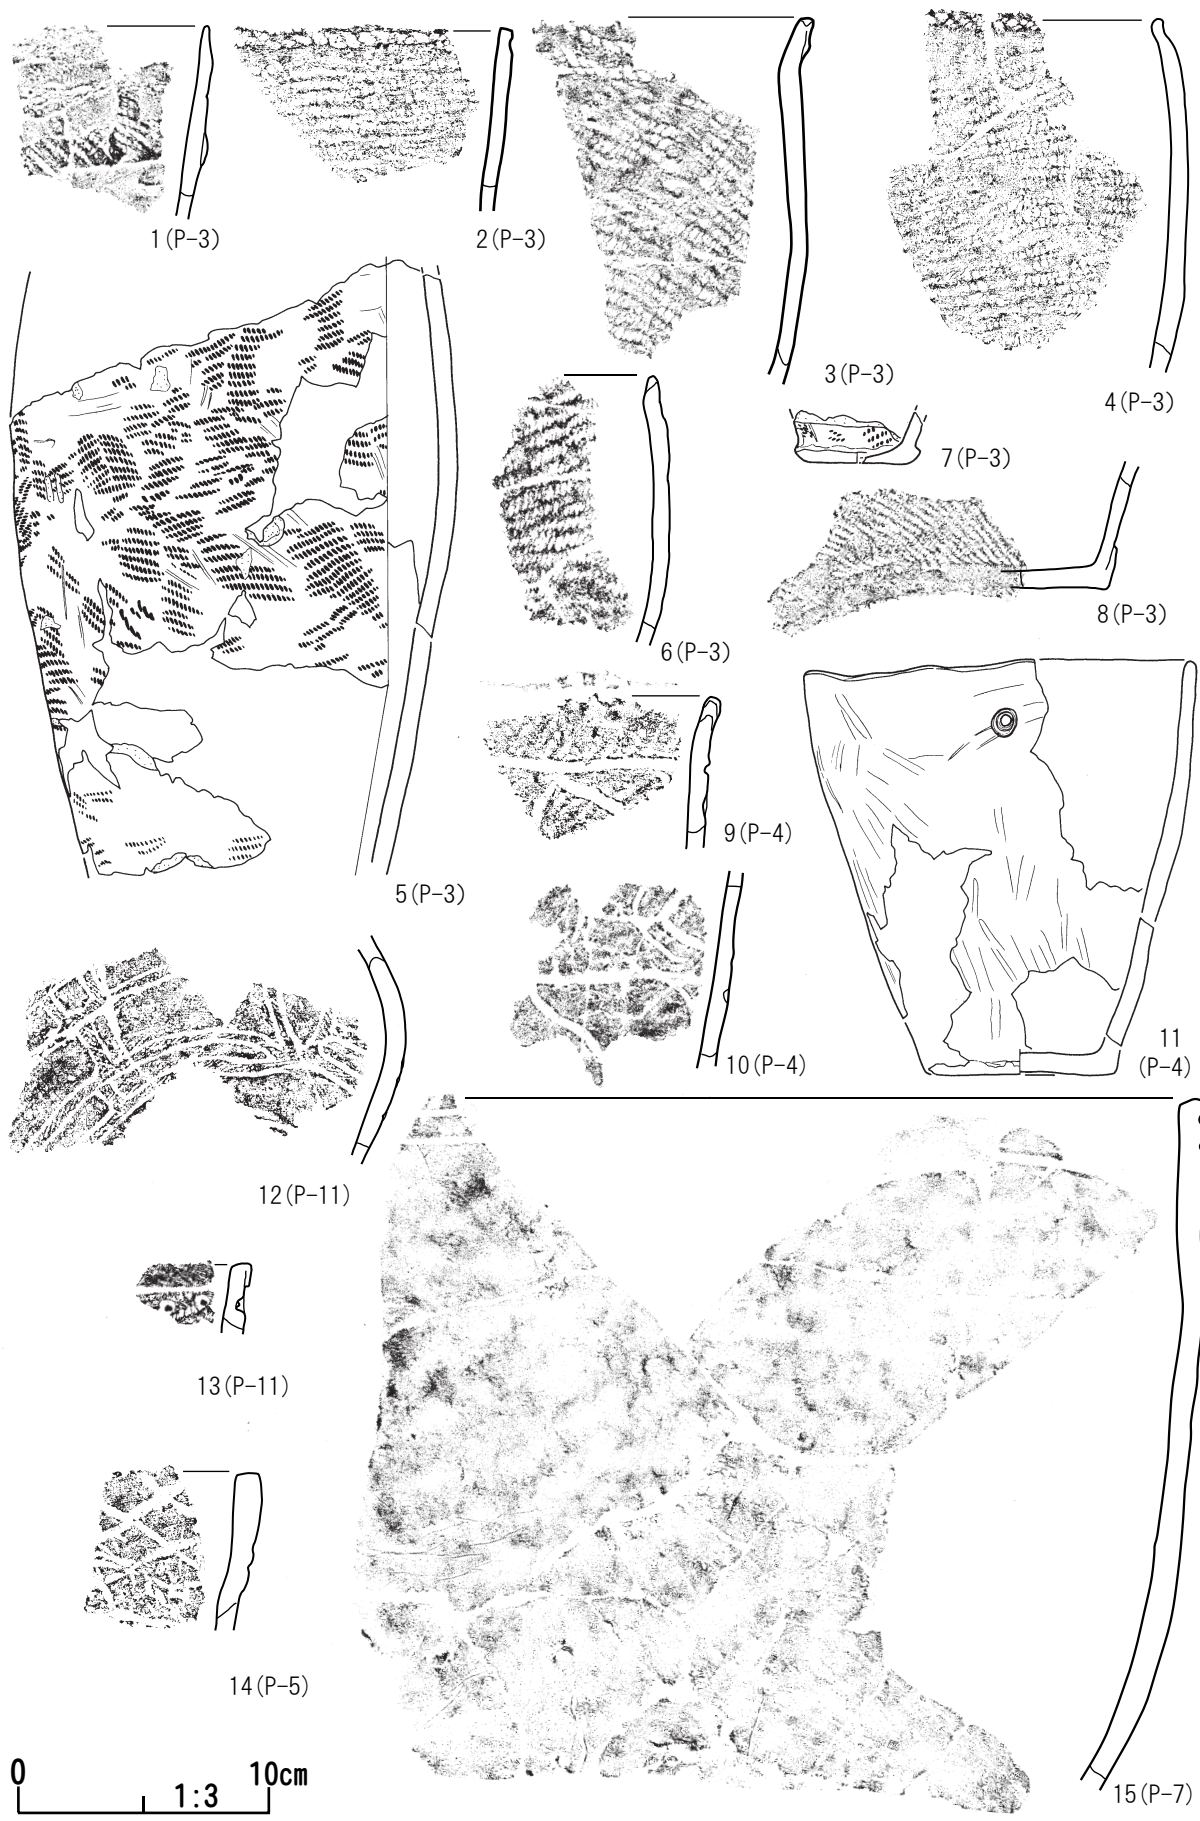 1(P-3)
2(P-3)
3(P-3)
4(P-3)
5(P-3)
6(P-3)
7(P-3)
8(P-3)
9(P-4)
10(P-4)
11
(P-4)
12(P-11)
13(P-11)
14(P-5)
15(P-7)
0 10cm
1:3